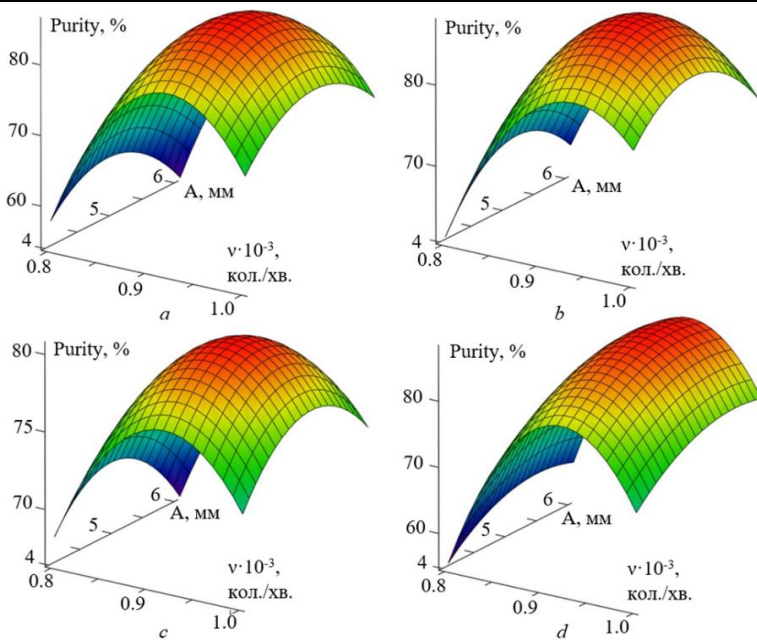 Purity, %
80
70
60
4
5
6
A, мм
0.8
0.9
1.0
ν·10-3,
кол./хв.
a
Purity, %
80
70
4
5
6
A, мм
0.8
0.9
1.0
ν·10-3,
кол./хв.
b
Purity, %
80
75
70
4
5
6
A, мм
0.8
0.9
1.0
ν·10-3,
кол./хв.
c
Purity, %
80
70
60
4
5
6
A, мм
0.8
0.9
1.0
ν·10-3,
кол./хв.
d